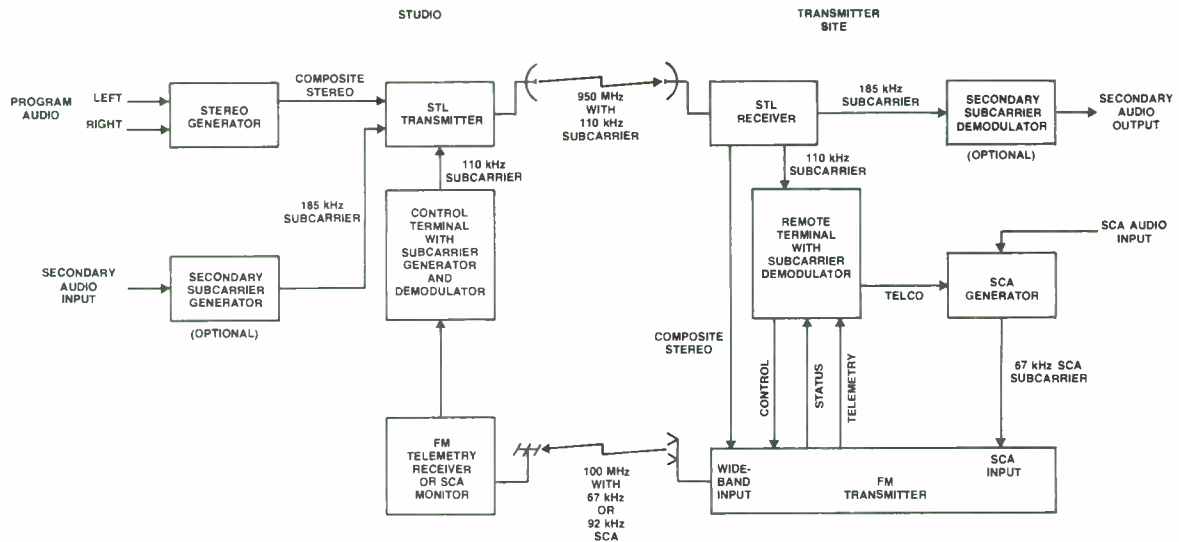 STUDIO
TRANSMITTER
SITE
PROGRAM
AUDIO
LEFT
RIGHT
STEREO
GENERATOR
COMPOSITE
STEREO
STL
TRANSMITTER
950 MHz
WITH
110 kHz
SUBCARRIER
STL
RECEIVER
185 kHz
SUBCARRIER
SECONDARY
SUBCARRIER
DEMODULATOR
(OPTIONAL)
SECONDARY
AUDIO
OUTPUT
110 kHz
SUBCARRIER
110 kHz
SUBCARRIER
185 kHz
SUBCARRIER
CONTROL
TERMINAL
WITH
SUBCARRIER
GENERATOR
AND
DEMODULATOR
REMOTE
TERMINAL
WITH
SUBCARRIER
DEMODULATOR
SCA AUDIO
INPUT
SECONDARY
AUDIO
INPUT
SECONDARY
SUBCARRIER
GENERATOR
(OPTIONAL)
TELCO
SCA
GENERATOR
COMPOSITE
STEREO
CONTROL
STATUS
TELEMETRY
67 kHz SCA
SUBCARRIER
FM
TELEMETRY
RECEIVER
OR SCA
MONITOR
100 MHz
WITH
67 kHz
OR
92 kHz
SCA
WIDE-
BAND
INPUT
FM
TRANSMITTER
SCA
INPUT